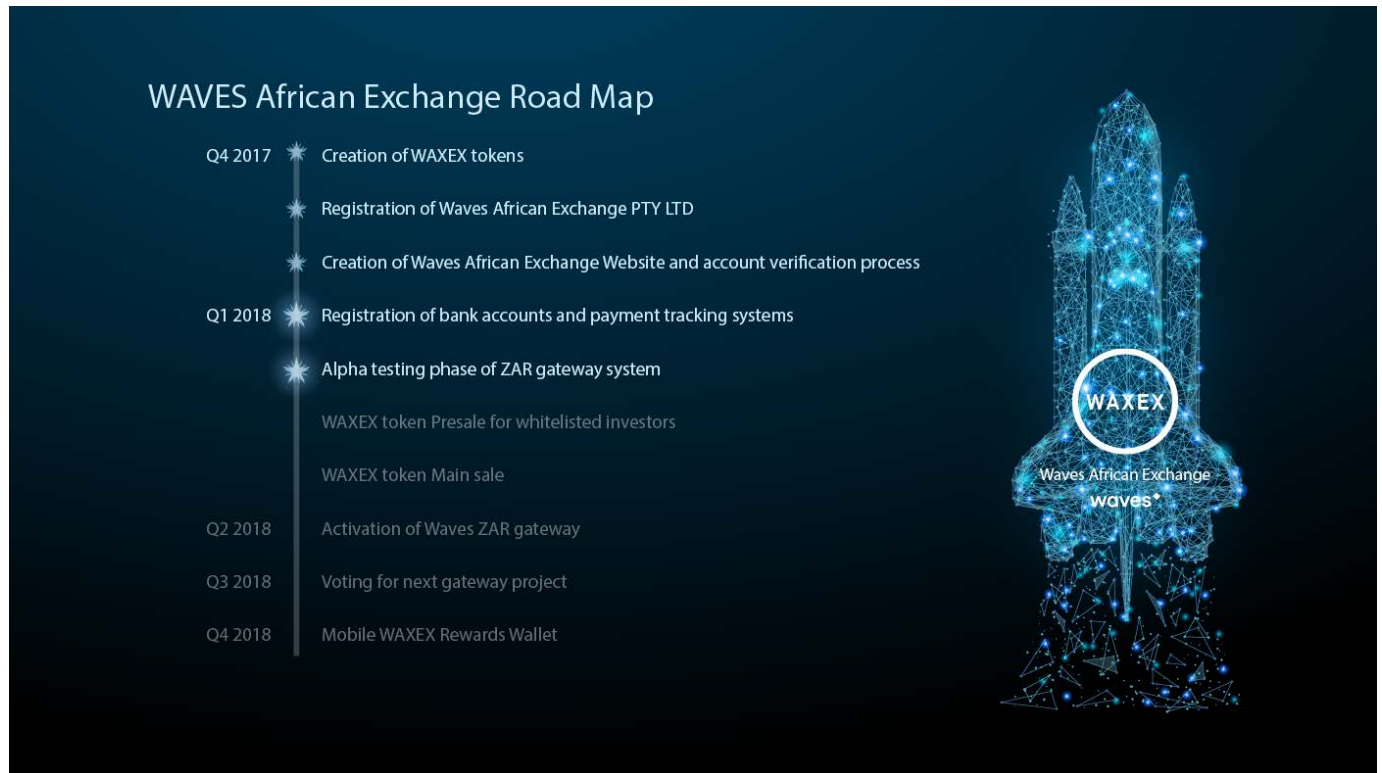 WAVES African Exchange Road Map
Q4 2017 Creation of WAXEX tokens
Registration of Waves African Exchange PTY LTD
Creation of Waves African Exchange Website and account verification process
Q1 2018 Registration of bank accounts and payment tracking systems
Alpha testing phase of ZAR gateway system
WAXEX token Presale for whitelisted investors
WAXEX token Main sale
Q2 2018 Activation of Waves ZAR gateway
Q3 2018 Voting for next gateway project
Q4 2018 Mobile WAXEX Rewards Wallet
WAXEX
Waves African Exchange
waves